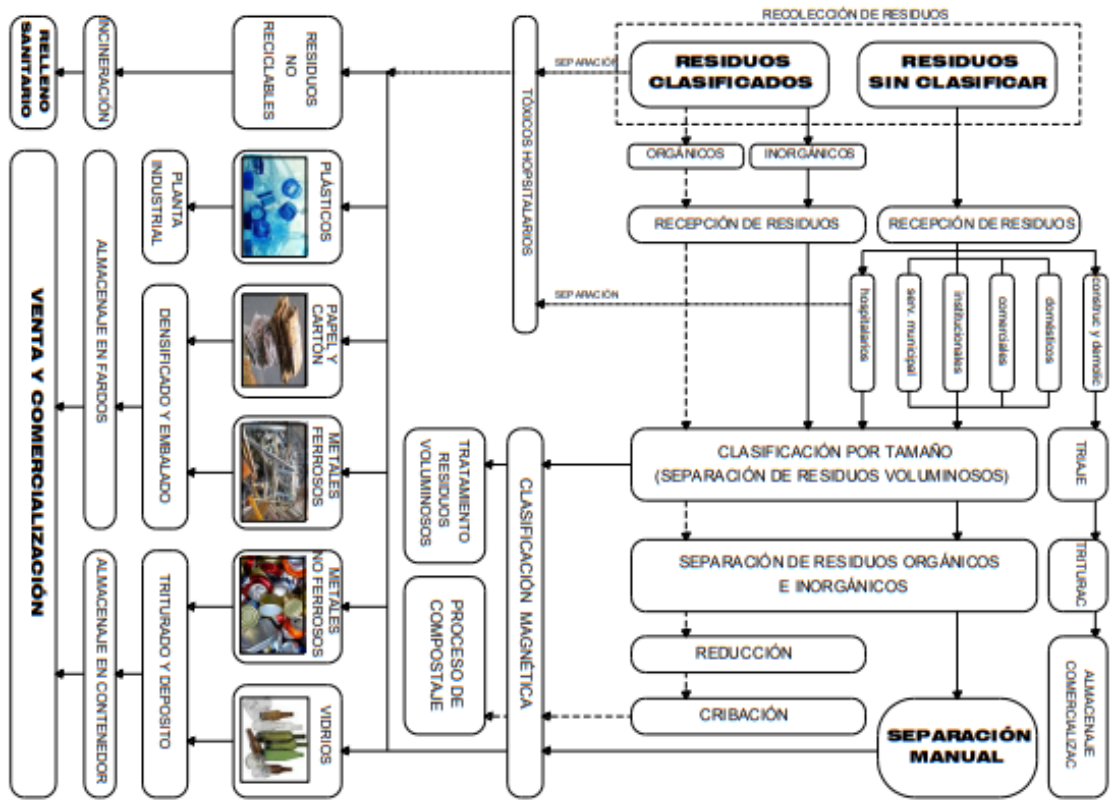 RECOLECCIÓN DE RESIDUOS
RESIDUOS
CLASIFICADOS
RESIDUOS
SIN CLASIFICAR
SEPARACIÓN
ORGÁNICOS
INORGÁNICOS
RECEPCIÓN DE RESIDUOS
RECEPCIÓN DE RESIDUOS
SEPARACIÓN
hospitalarios
serv. municipal
institucionales
comerciales
domésticos
construc y demolic
TÓXICOS HOPSITALARIOS
CLASIFICACIÓN POR TAMAÑO
(SEPARACIÓN DE RESIDUOS VOLUMINOSOS)
TRIAJE
SEPARACIÓN DE RESIDUOS ORGÁNICOS
E INORGÁNICOS
TRITURAC
REDUCCIÓN
CRIBACIÓN
SEPARACIÓN
MANUAL
ALMACENAJE
COMERCIALIZAC
CLASIFICACIÓN MAGNÉTICA
TRATAMIENTO
RESIDUOS
VOLUMINOSOS
PROCESO DE
COMPOSTAJE
RESIDUOS
NO
RECICLABLES
PLÁSTICOS
PAPEL Y
CARTÓN
METALES
FERROSOS
METALES
NO FERROSOS
VIDRIOS
INCINERACIÓN
PLANTA
INDUSTRIAL
DENSIFICADO Y EMBALADO
TRITURADO Y DEPOSITO
ALMACENAJE EN FARDOS
ALMACENAJE EN CONTENEDOR
RELLENO
SANITARIO
VENTA Y COMERCIALIZACIÓN